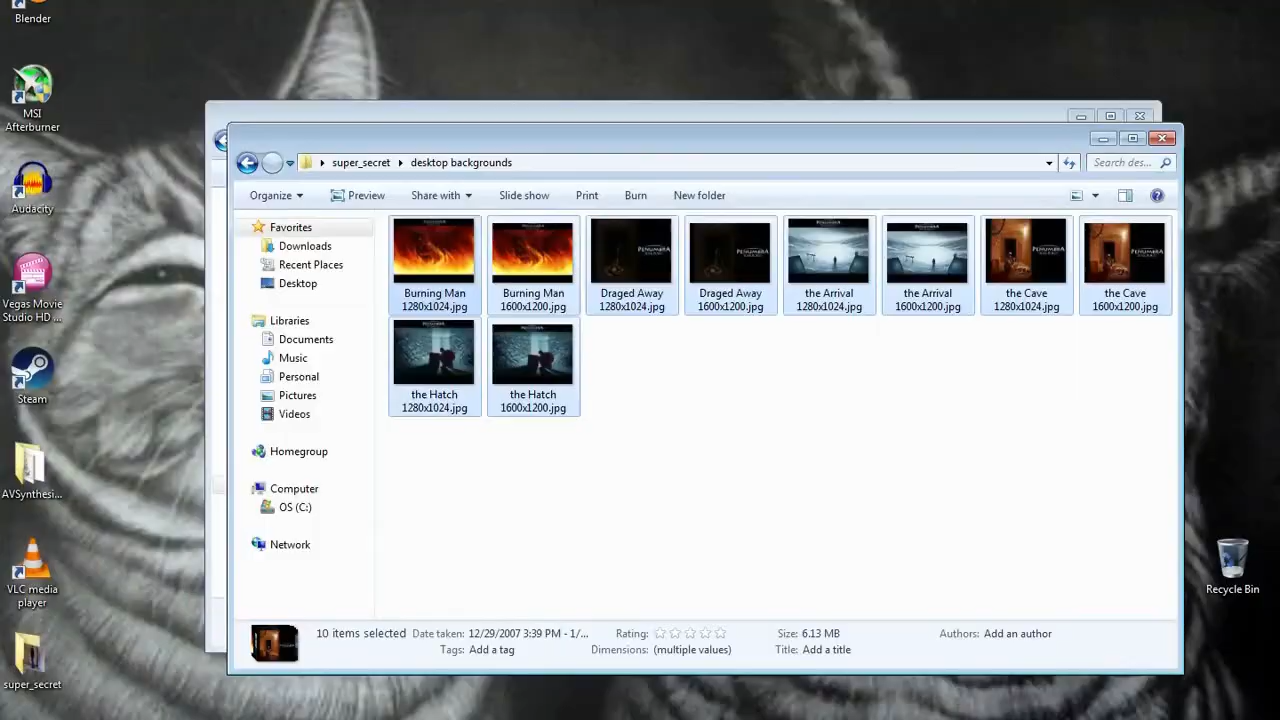 Blender
MSI
Afterburner
Audacity
Vegas Movie
Studio HD ...
Steam
AVSynthesi...
VLC media
player
super_secret
super_secret
desktop backgrounds
Search des...
Organize
Preview
Share with
Slide show
Print
Burn
New folder
Favorites
Downloads
Recent Places
Desktop
Libraries
Documents
Music
Personal
Pictures
Videos
Homegroup
Computer
OS (C:)
Network
Burning Man
1280x1024.jpg
Burning Man
1600x1200.jpg
PENUMBRA
Draged Away
1280x1024.jpg
PENUMBRA
Draged Away
1600x1200.jpg
the Arrival
1280x1024.jpg
the Arrival
1600x1200.jpg
PENUMBRA
the Cave
1280x1024.jpg
PENUMBRA
the Cave
1600x1200.jpg
the Hatch
1280x1024.jpg
the Hatch
1600x1200.jpg
10 items selected
Date taken: 12/29/2007 3:39 PM - 1/...
Tags: Add a tag
Rating:
Dimensions: (multiple values)
Size: 6.13 MB
Title: Add a title
Authors: Add an author
Recycle Bin